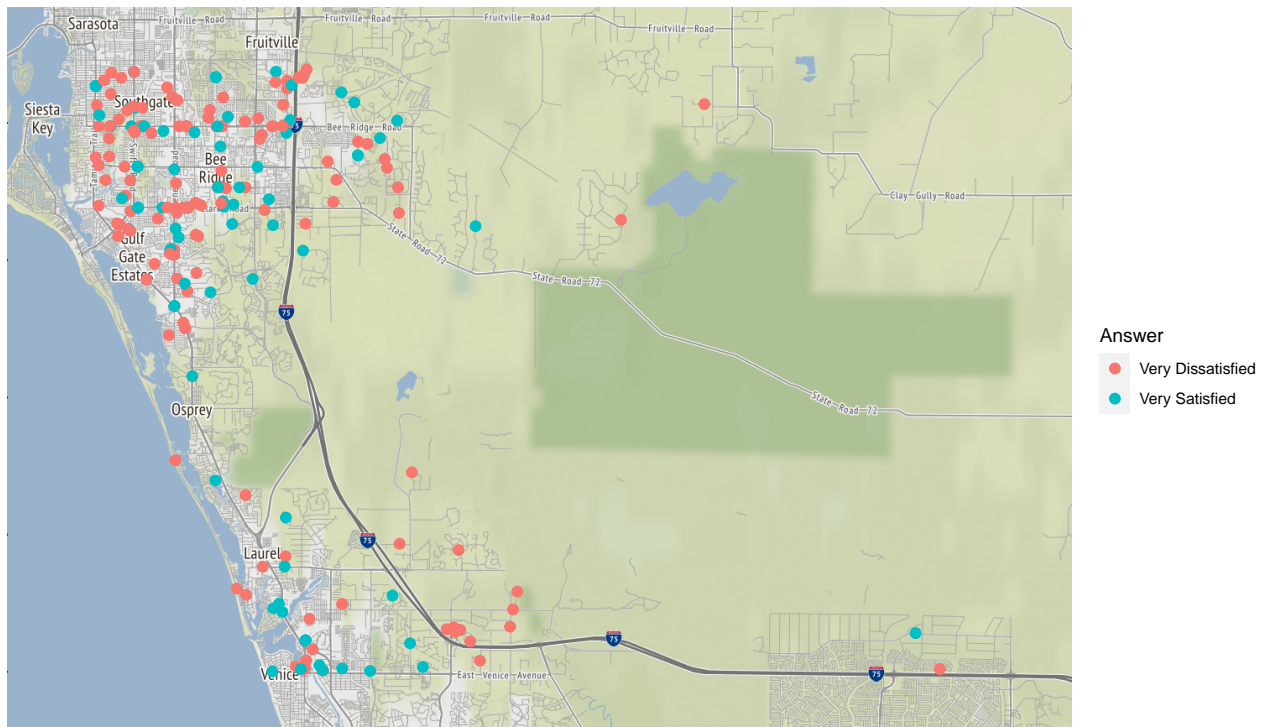 Sarasota
Fruitville Road
Fruitville Road
Fruitville Road
Fruitville Road
Fruitville
Southgate
Siesta
Key
Bee Ridge Road
Bee
Ridge
Clay Gully Road
Gulf
Gate
Estates
State Road 72
State Road 72
75
State Road 72
Osprey
75
Laurel
75
75
Venice
East Venice Avenue
Answer
Very Dissatisfied
Very Satisfied